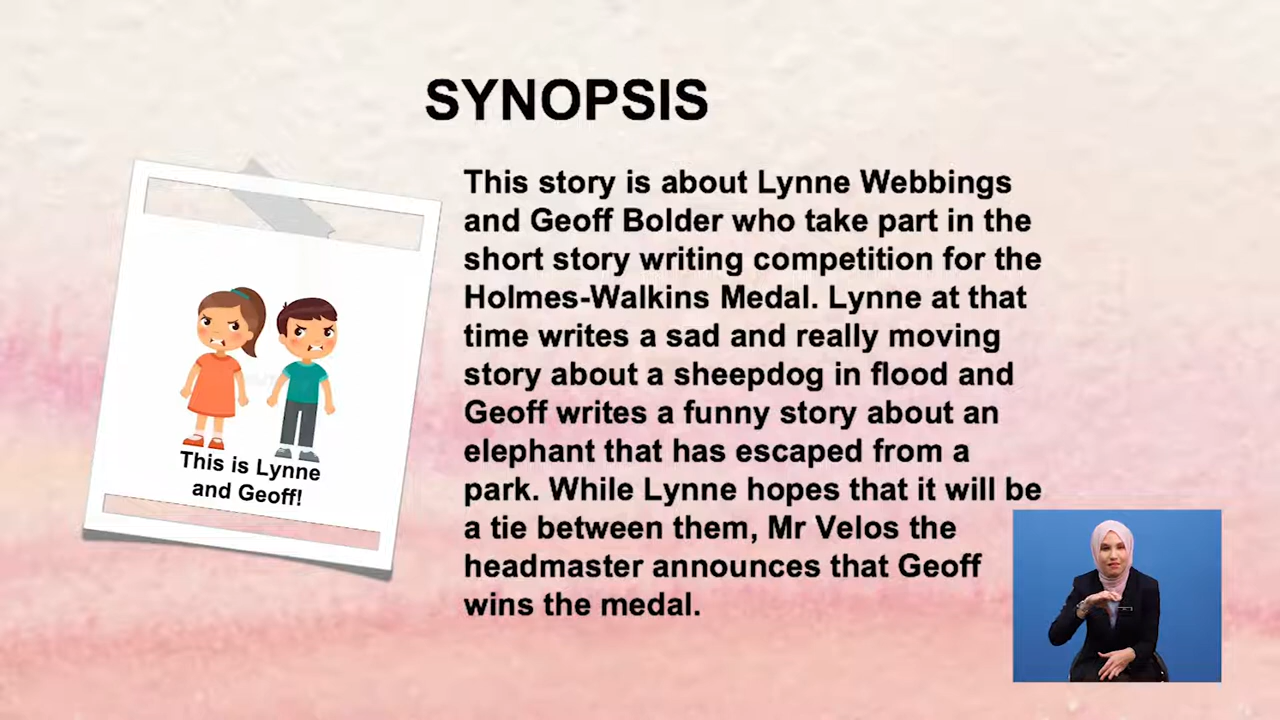 SYNOPSIS
This story is about Lynne Webbings
and Geoff Bolder who take part in the
short story writing competition for the
Holmes-Walkins Medal. Lynne at that
time writes a sad and really moving
story about a sheepdog in flood and
Geoff writes a funny story about an
elephant that has escaped from a
park. While Lynne hopes that it will be
a tie between them, Mr Velos the
headmaster announces that Geoff
wins the medal.
This is Lynne
and Geoff!